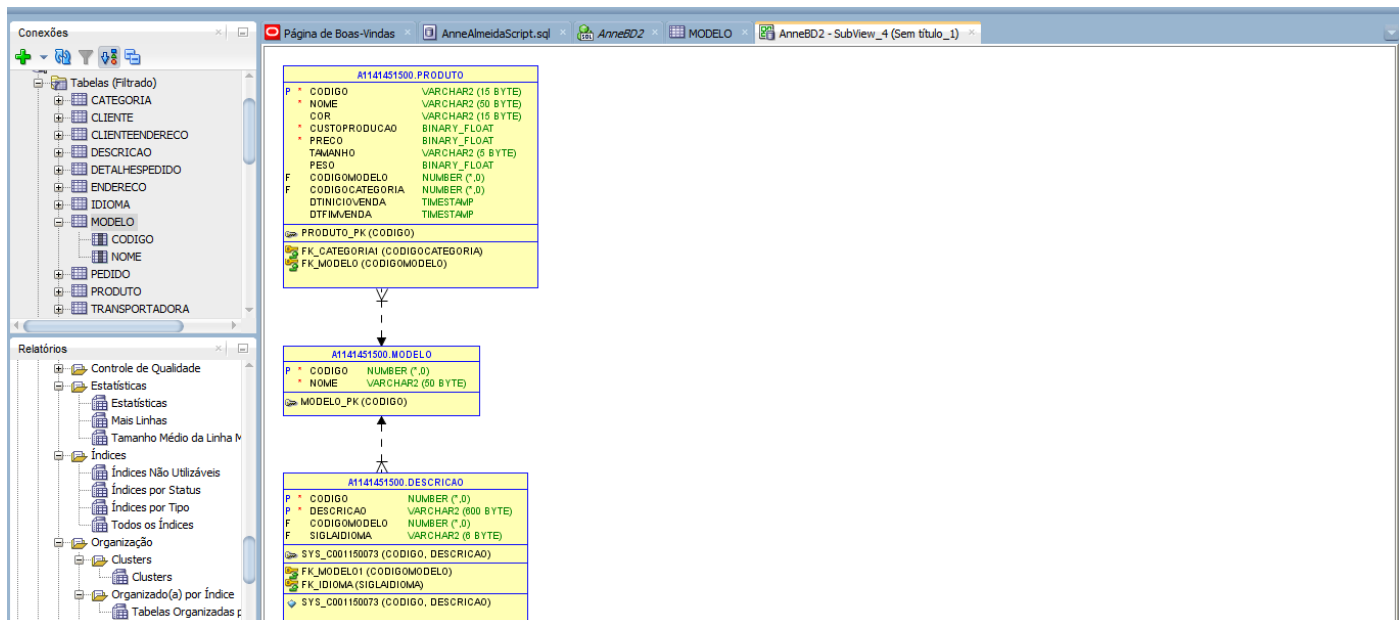 Conexões
Tabelas (Filtrado)
CATEGORIA
CLIENTE
CLIENTEENDERECO
DESCRICAO
DETALHESPEDIDO
ENDERECO
IDIOMA
MODELO
CODIGO
NOME
PEDIDO
PRODUTO
TRANSPORTADORA
Relatórios
Controle de Qualidade
Estatísticas
Estatísticas
Mais Linhas
Tamanho Médio da Linha M
Índices
Índices Não Utilizáveis
Índices por Status
Índices por Tipo
Todos os Índices
Organização
Clusters
Clusters
Organizado(a) por Índice
Tabelas Organizadas p
Página de Boas-Vindas AnneAlmeidaScript.sql AnneBD2 MODELO AnneBD2 - SubView_4 (Sem título_1)
A1141451500.PRODUTO
P * CODIGO VARCHAR2 (15 BYTE)
* NOME VARCHAR2 (50 BYTE)
COR VARCHAR2 (15 BYTE)
* CUSTOPRODUCAO BINARY_FLOAT
* PRECO BINARY_FLOAT
TAMANHO VARCHAR2 (5 BYTE)
PESO BINARY_FLOAT
F CODIGOMODELO NUMBER (*,0)
F CODIGOCATEGORIA NUMBER (*,0)
DTINICIOVENDA TIMESTAMP
DTFIMVENDA TIMESTAMP
PRODUTO_PK (CODIGO)
FK_CATEGORIA1 (CODIGOCATEGORIA)
FK_MODELO (CODIGOMODELO)
A1141451500.MODELO
P * CODIGO NUMBER (*,0)
* NOME VARCHAR2 (50 BYTE)
MODELO_PK (CODIGO)
A1141451500.DESCRICAO
P * CODIGO NUMBER (*,0)
P * DESCRICAO VARCHAR2 (600 BYTE)
F CODIGOMODELO NUMBER (*,0)
F SIGLAIDIOMA VARCHAR2 (6 BYTE)
SYS_C001150073 (CODIGO, DESCRICAO)
FK_MODELO1 (CODIGOMODELO)
FK_IDIOMA (SIGLAIDIOMA)
SYS_C001150073 (CODIGO, DESCRICAO)